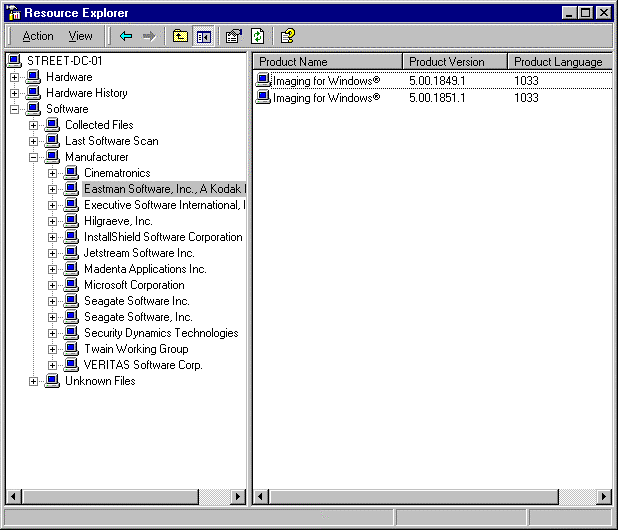 Resource Explorer
Action View
STREET-DC-01
Hardware
Hardware History
Software
Collected Files
Last Software Scan
Manufacturer
Cinematronics
Eastman Software, Inc., A Kodak
Executive Software International, I
Hilgraeve, Inc.
InstallShield Software Corporation
Jetstream Software Inc.
Madenta Applications Inc.
Microsoft Corporation
Seagate Software Inc.
Seagate Software, Inc.
Security Dynamics Technologies
Twain Working Group
VERITAS Software Corp.
Unknown Files
Product Name Product Version Product Language
Imaging for Windows® 5.00.1849.1 1033
Imaging for Windows® 5.00.1851.1 1033